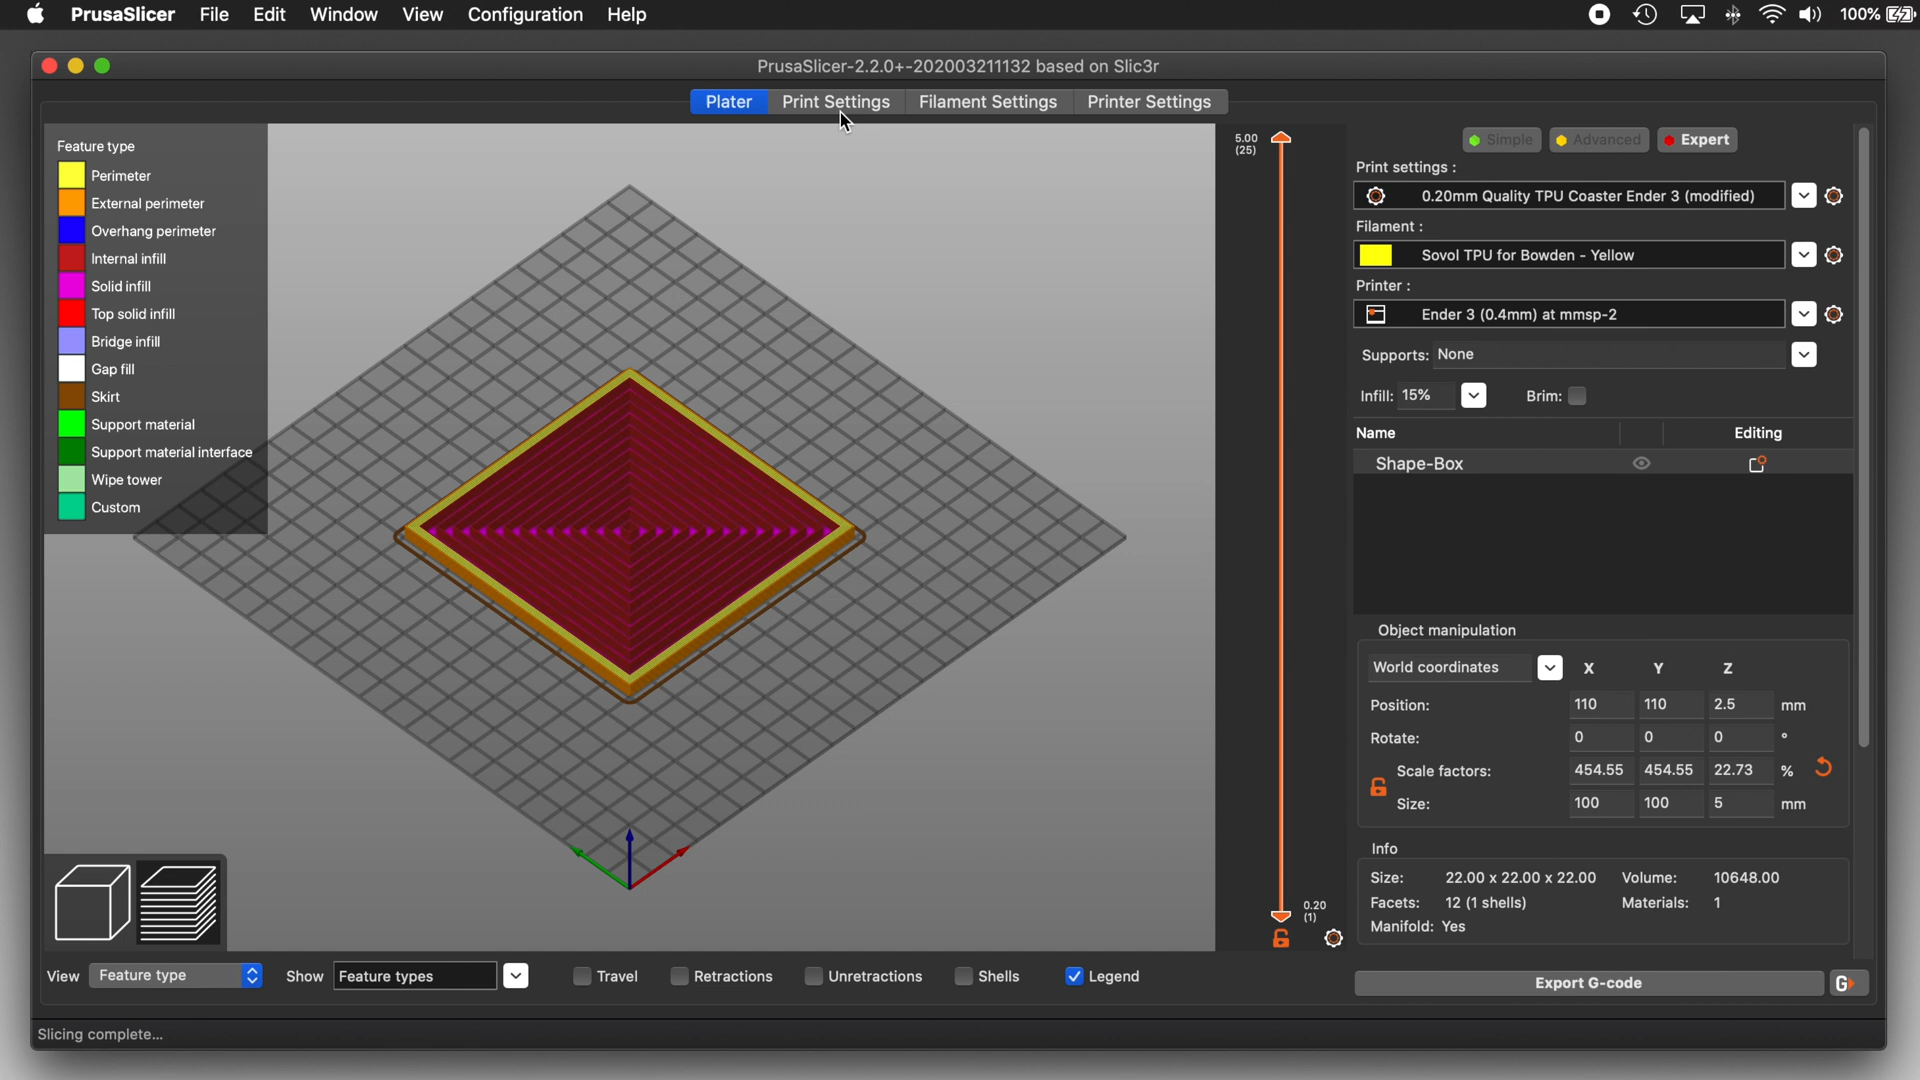 PrusaSlicer File Edit Window View Configuration Help 100%
PrusaSlicer-2.2.0+-202003211132 based on Slic3r
Plater Print Settings Filament Settings Printer Settings
Feature type
Perimeter
External perimeter
Overhang perimeter
Internal infill
Solid infill
Top solid infill
Bridge infill
Gap fill
Skirt
Support material
Support material interface
Wipe tower
Custom
5.00
(25)
0.20
(1)
Simple Advanced Expert
Print settings :
0.20mm Quality TPU Coaster Ender 3 (modified)
Filament :
Sovol TPU for Bowden - Yellow
Printer :
Ender 3 (0.4mm) at mmsp-2
Supports: None
Infill: 15% Brim:
Name Editing
Shape-Box
Object manipulation
World coordinates X Y Z
Position: 110 110 2.5 mm
Rotate: 0 0 0 °
Scale factors: 454.55 454.55 22.73 %
Size: 100 100 5 mm
Info
Size: 22.00 x 22.00 x 22.00 Volume: 10648.00
Facets: 12 (1 shells) Materials: 1
Manifold: Yes
View Feature type Show Feature types Travel Retractions Unretractions Shells Legend
Export G-code G
Slicing complete...